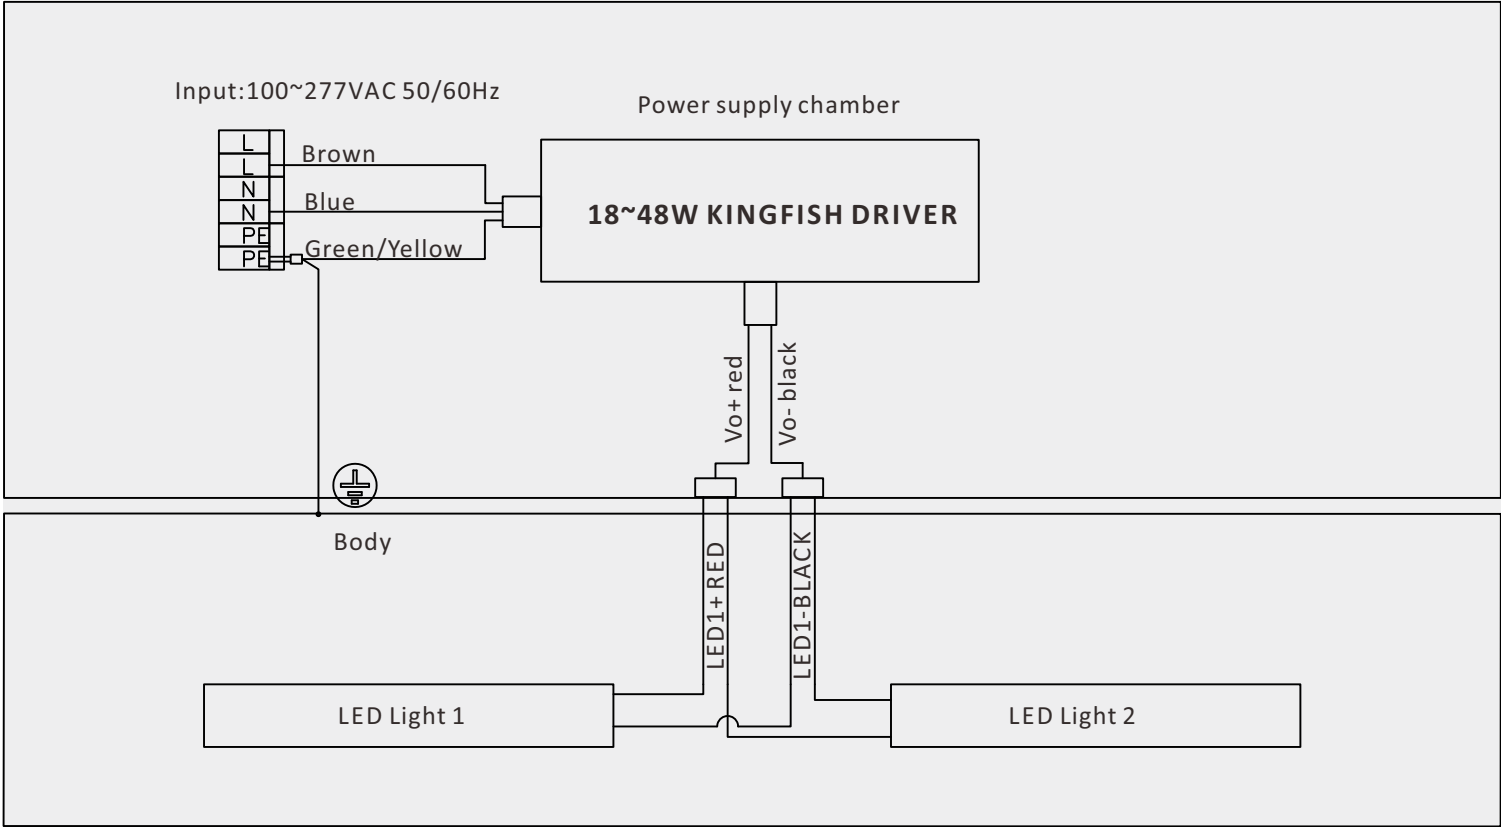 Input:100~277VAC 50/60Hz
Power supply chamber
L
L
N
N
PE
PE
Brown
Blue
Green/Yellow
18~48W KINGFISH DRIVER
Vo+ red
Vo- black
Body
LED1+ RED
LED1-BLACK
LED Light 1
LED Light 2